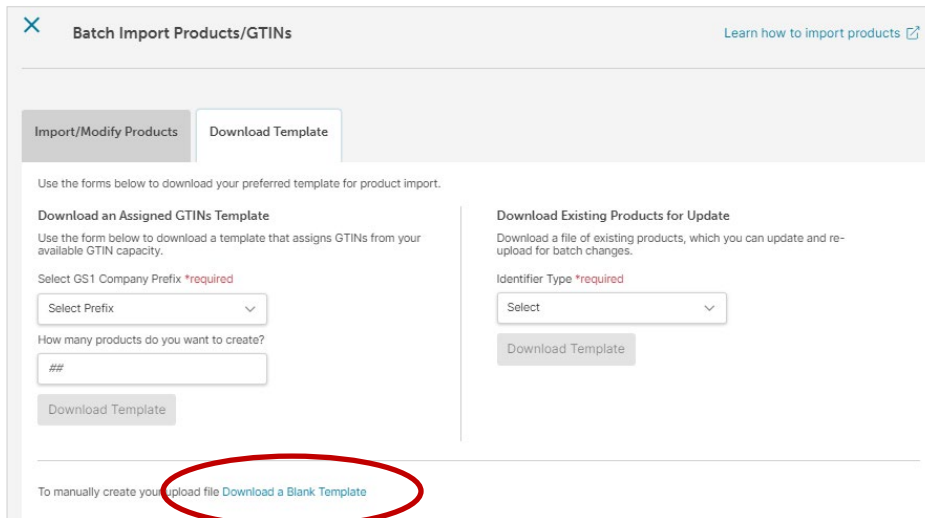 Batch Import Products/GTINs
Learn how to import products
Import/Modify Products
Download Template
Use the forms below to download your preferred template for product import.
Download an Assigned GTINs Template
Use the form below to download a template that assigns GTINs from your
available GTIN capacity.
Select GS1 Company Prefix *required
Select Prefix
How many products do you want to create?
##
Download Template
Download Existing Products for Update
Download a file of existing products, which you can update and re-
upload for batch changes.
Identifier Type *required
Select
Download Template
To manually create your upload file Download a Blank Template